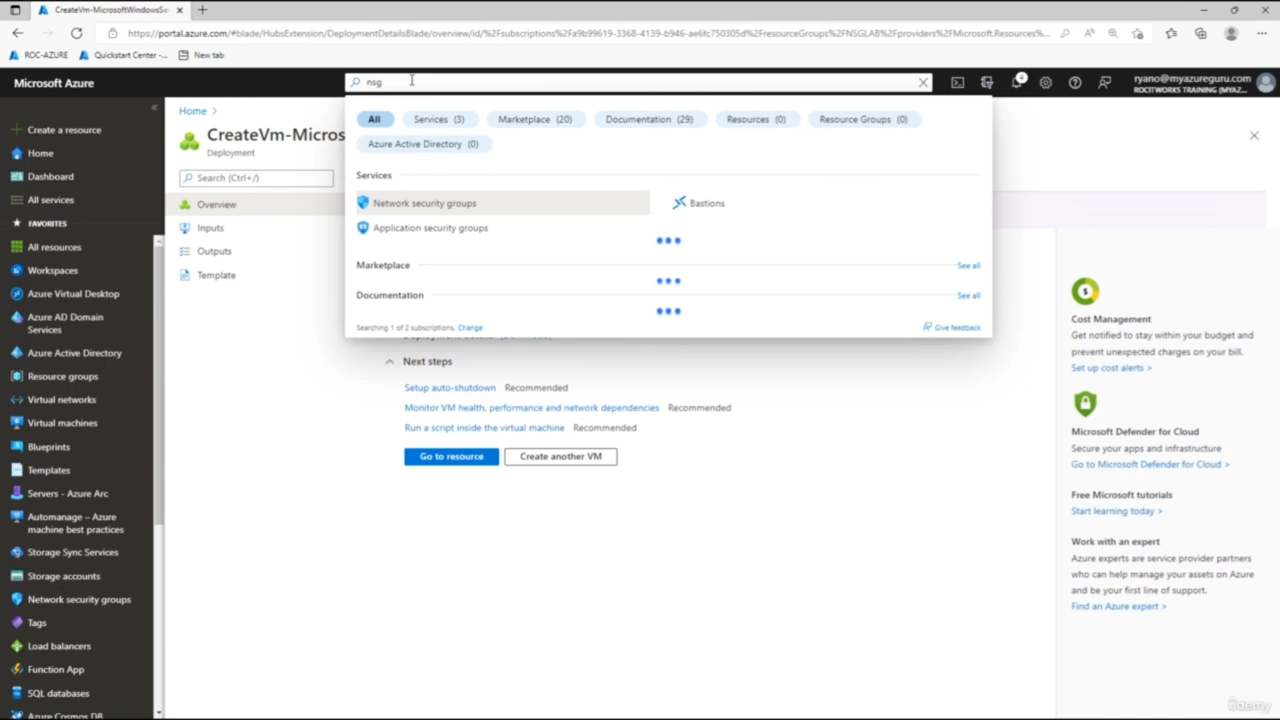 CreateVm-MicrosoftWindowsSe
https://portal.azure.com/#blade/HubsExtension/DeploymentDetailsBlade/overview/id/%2Fsubscriptions%2Fa9b99619-3368-4139-b946-ae6fc750305d%2FresourceGroups%2FNSGLAB%2Fproviders%2FMicrosoft.Resources%...
ROC-AZURE
Quickstart Center -...
New tab
Microsoft Azure
nsg
4
ryano@myazureguru.com
ROCITWORKS TRAINING (MYAZ...
Create a resource
Home
Dashboard
All services
FAVORITES
All resources
Workspaces
Azure Virtual Desktop
Azure AD Domain
Services
Azure Active Directory
Resource groups
Virtual networks
Virtual machines
Blueprints
Templates
Servers - Azure Arc
Automanage – Azure
machine best practices
Storage Sync Services
Storage accounts
Network security groups
Tags
Load balancers
Function App
SQL databases
Azure Cosmos DB
Home >
CreateVm-Micros
Deployment
Search (Ctrl+/)
Overview
Inputs
Outputs
Template
All
Services (3)
Marketplace (20)
Documentation (29)
Resources (0)
Resource Groups (0)
Azure Active Directory (0)
Services
Network security groups
Bastions
Application security groups
Marketplace
See all
Documentation
See all
Searching 1 of 2 subscriptions. Change
Give feedback
Next steps
Setup auto-shutdown Recommended
Monitor VM health, performance and network dependencies Recommended
Run a script inside the virtual machine Recommended
Go to resource
Create another VM
Cost Management
Get notified to stay within your budget and
prevent unexpected charges on your bill.
Set up cost alerts >
Microsoft Defender for Cloud
Secure your apps and infrastructure
Go to Microsoft Defender for Cloud >
Free Microsoft tutorials
Start learning today >
Work with an expert
Azure experts are service provider partners
who can help manage your assets on Azure
and be your first line of support.
Find an Azure expert >
ûdemy